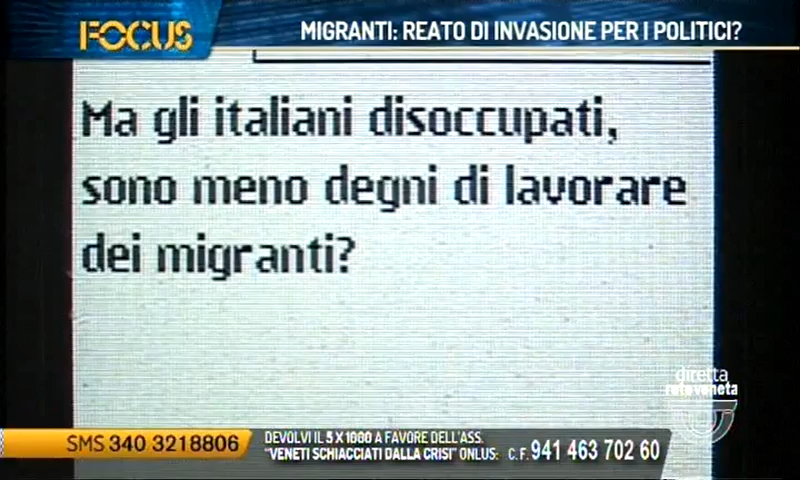 FOCUS
MIGRANTI: REATO DI INVASIONE PER I POLITICI?
Ma gli italiani disoccupati,
sono meno degni di lavorare
dei migranti?
diretta
reteveneta
SMS 340 3218806
DEVOLVI IL 5 X 1000 A FAVORE DELL'ASS.
"VENETI SCHIACCIATI DALLA CRISI" ONLUS: C.F. 941 463 702 60